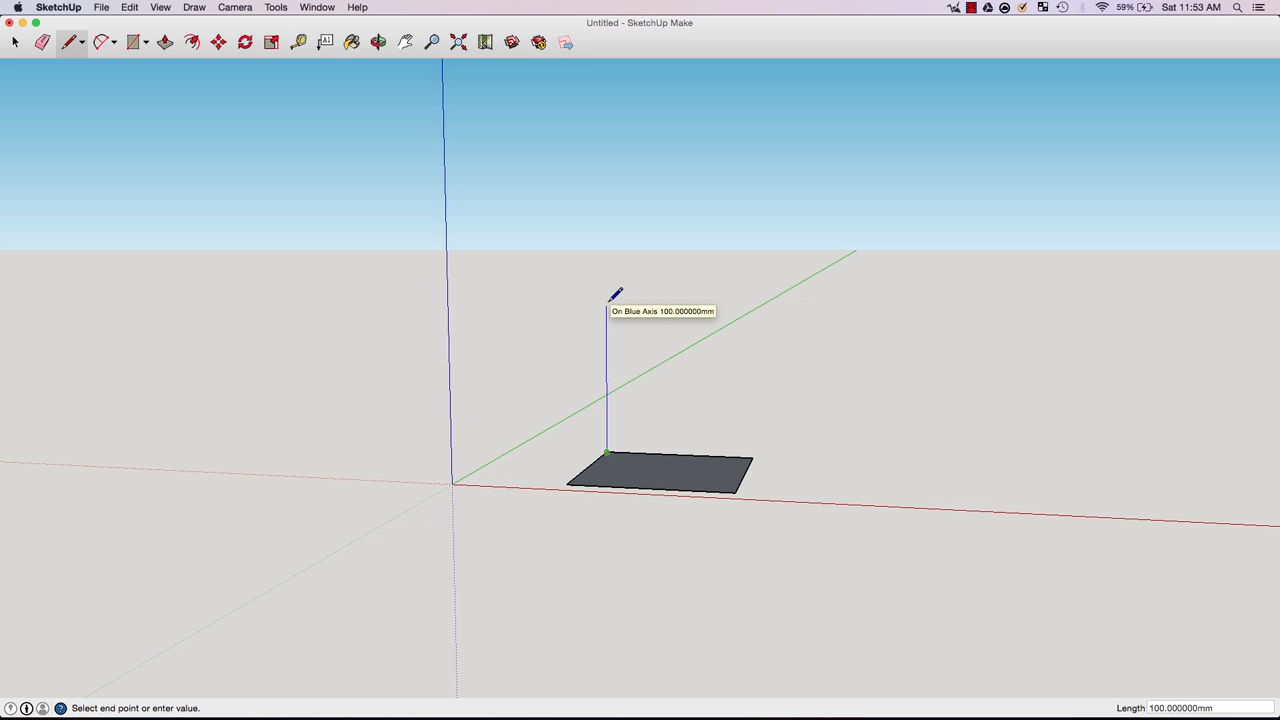 SketchUp File Edit View Draw Camera Tools Window Help 59% Sat 11:53 AM
Untitled - SketchUp Make
A1
On Blue Axis 100.000000mm
Select end point or enter value. Length 100.000000mm